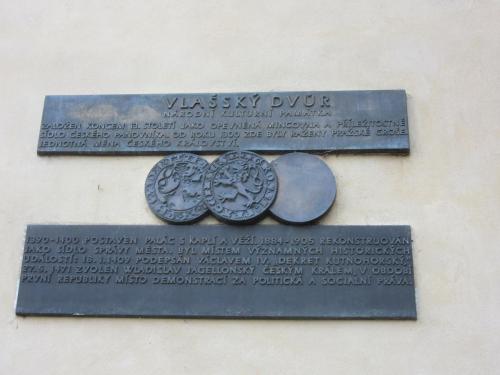 VLAŠSKÝ DVŮR
NÁRODNÍ KULTURNÍ PAMÁTKA
ZALOŽEN KONCEM 13. STOLETÍ JAKO OPEVNĚNÁ MINCOVNA A PŘÍLEŽITOSTNÉ
SÍDLO ČESKÉHO PANOVNÍKA. OD ROKU 1300 ZDE BYLY RAŽENY PRAŽSKÉ GROŠE
JEDNOTNÁ MĚNA ČESKÉHO KRÁLOVSTVÍ.
1390-1400 POSTAVEN PALÁC S KAPLÍ A VĚŽÍ. 1884-1905 REKONSTRUOVÁN
JAKO SÍDLO SPRÁVY MĚSTA. BYL MÍSTEM VÝZNAMNÝCH HISTORICKÝCH
UDÁLOSTÍ: 18.1.1409 PODEPSÁN VÁCLAVEM IV. DEKRET KUTNOHORSKÝ,
27.5.1471 ZVOLEN VLADISLAV JAGELLONSKÝ ČESKÝM KRÁLEM, V OBDOBÍ
PRVNÍ REPUBLIKY MÍSTO DEMONSTRACÍ ZA POLITICKÁ A SOCIÁLNÍ PRÁVA.